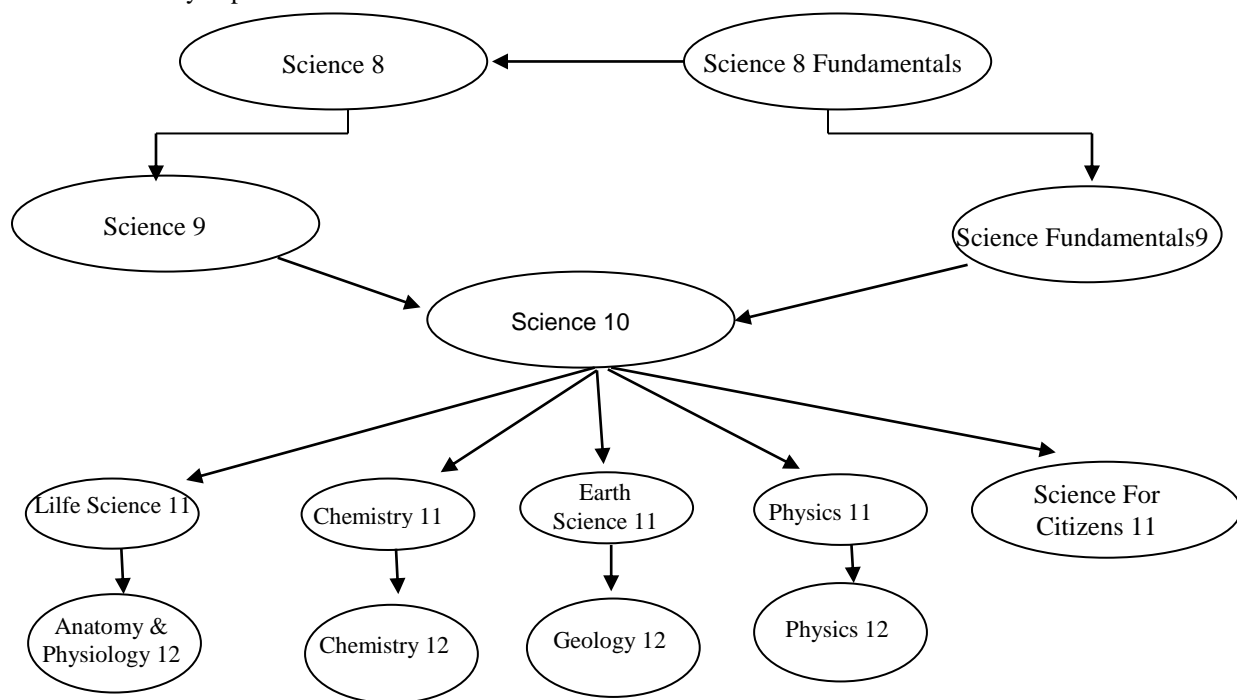 Science 8
Science 8 Fundamentals
Science 9
Science Fundamentals9
Science 10
Lilfe Science 11
Chemistry 11
Earth
Science 11
Physics 11
Science For
Citizens 11
Anatomy &
Physiology 12
Chemistry 12
Geology 12
Physics 12